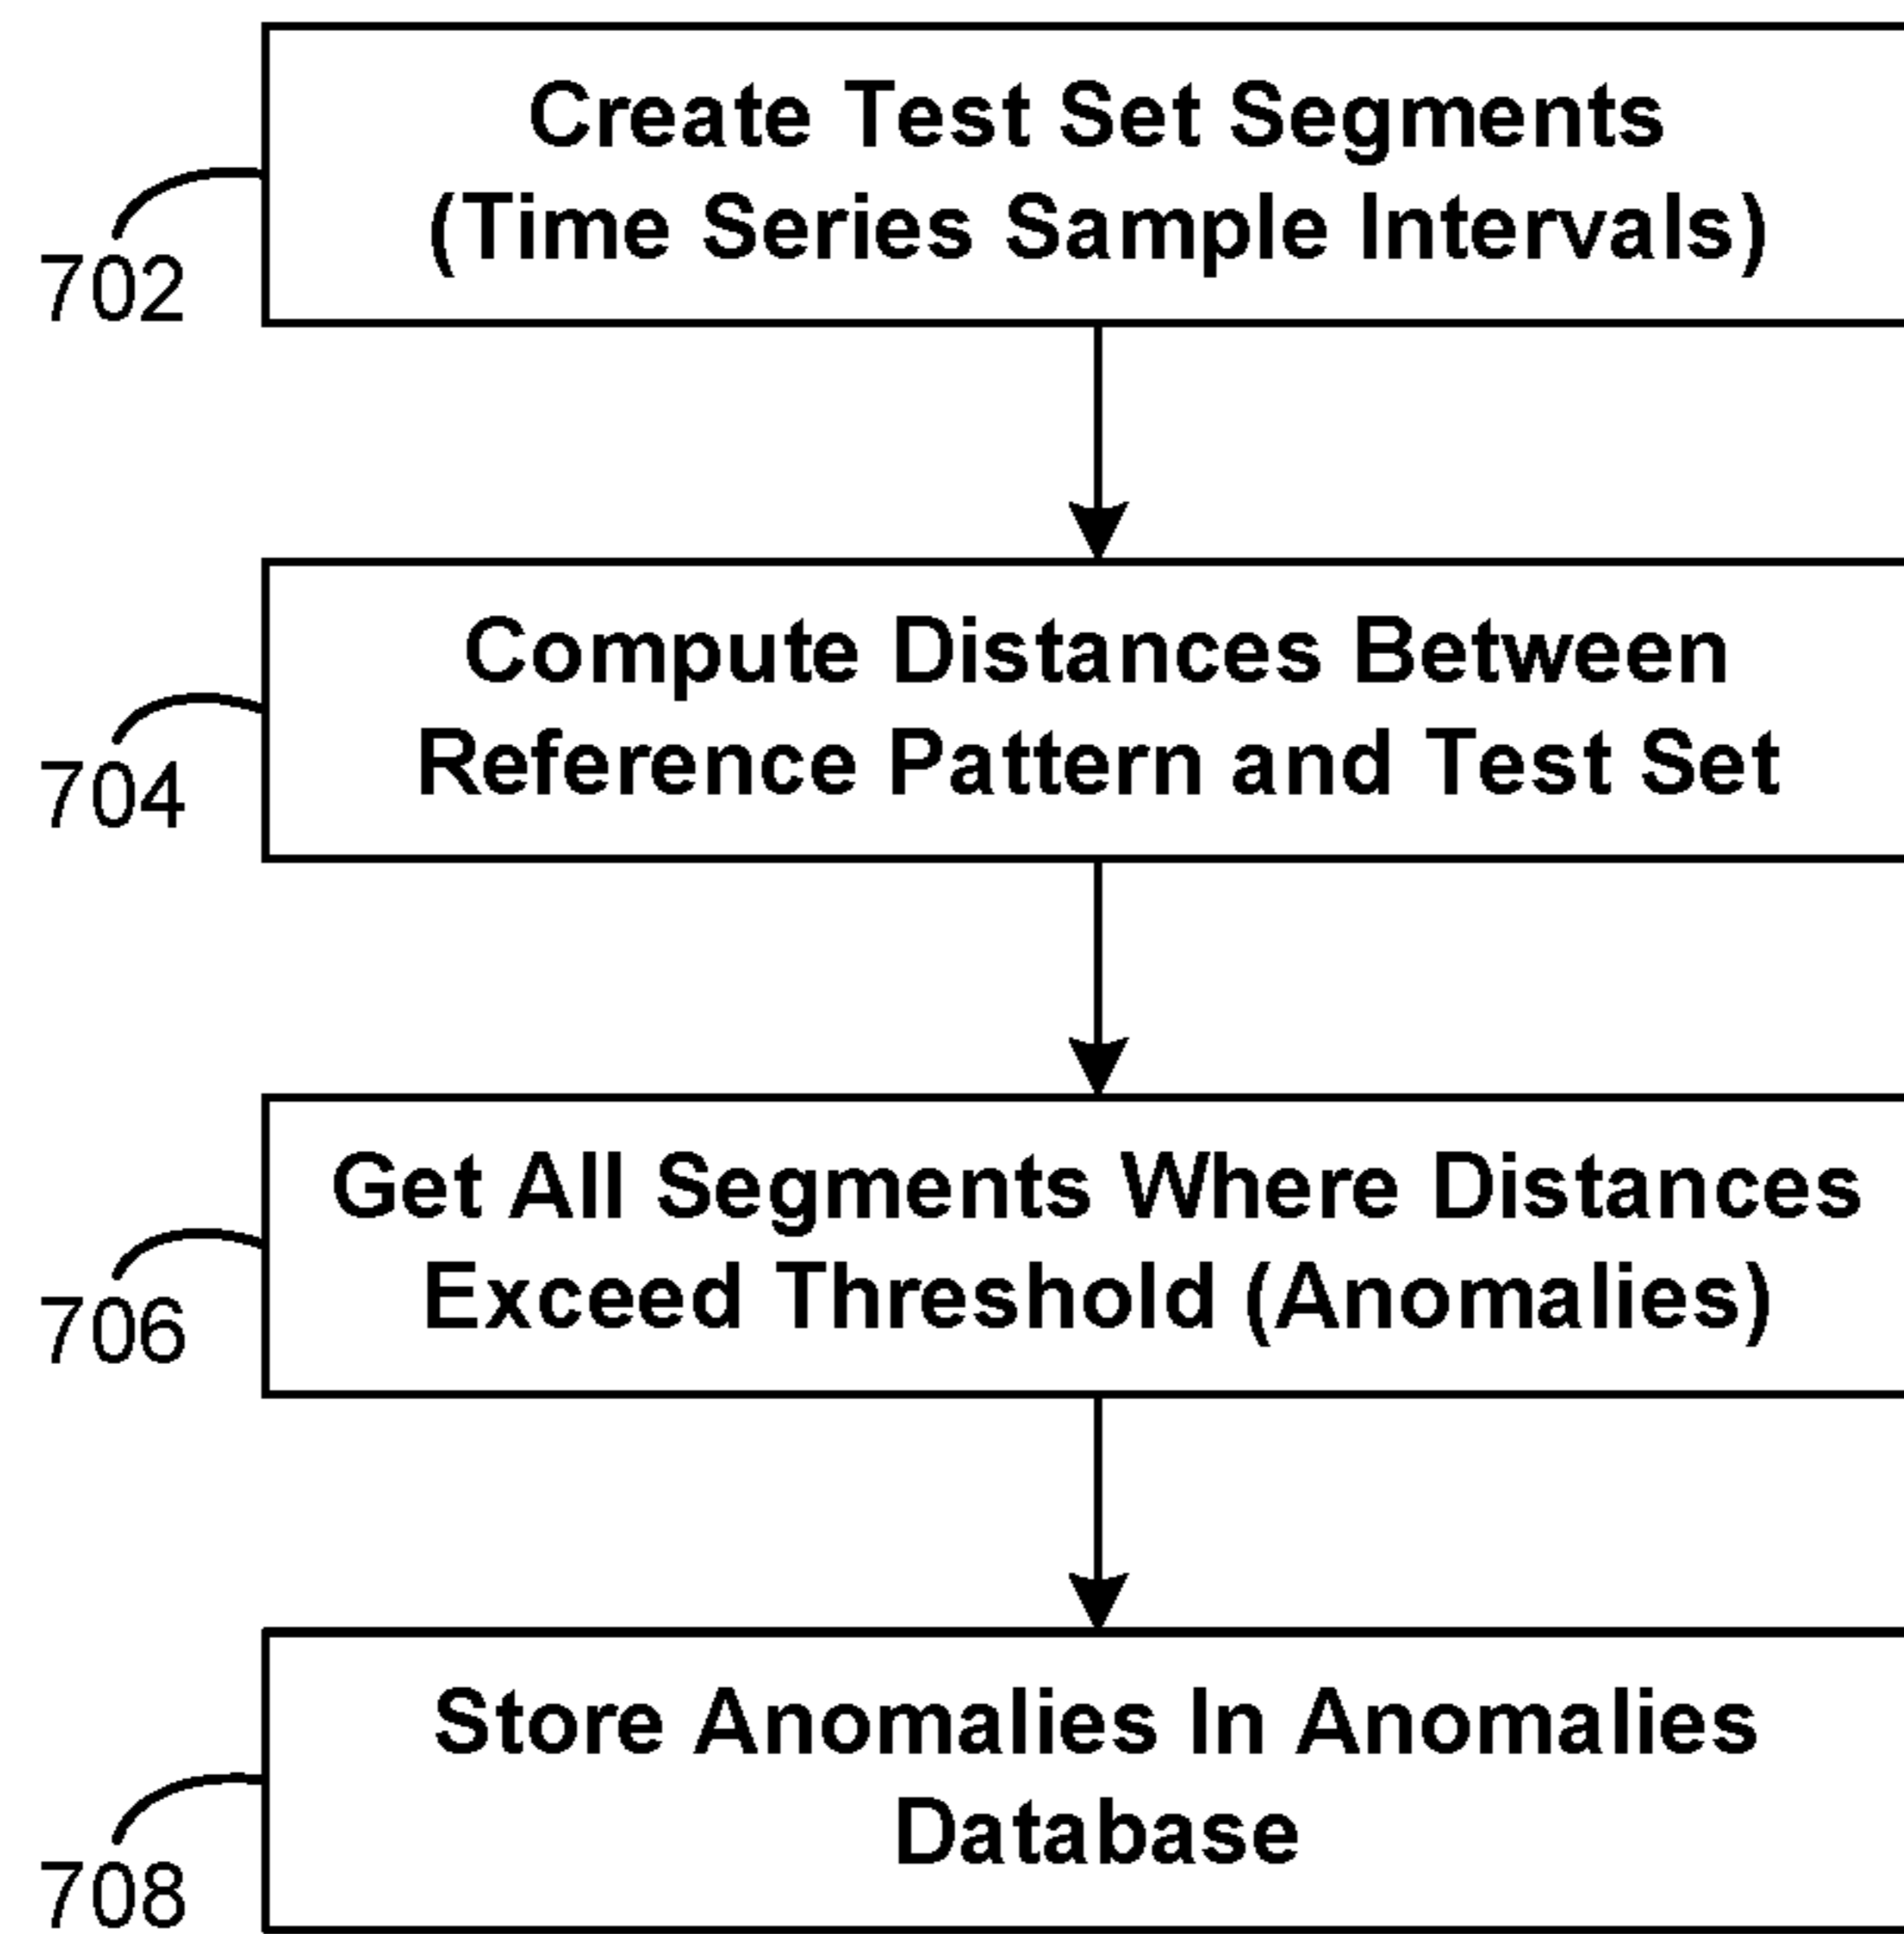 Create Test Set Segments
(Time Series Sample Intervals)
702
Compute Distances Between
Reference Pattern and Test Set
704
Get All Segments Where Distances
Exceed Threshold (Anomalies)
706
Store Anomalies In Anomalies
Database
708